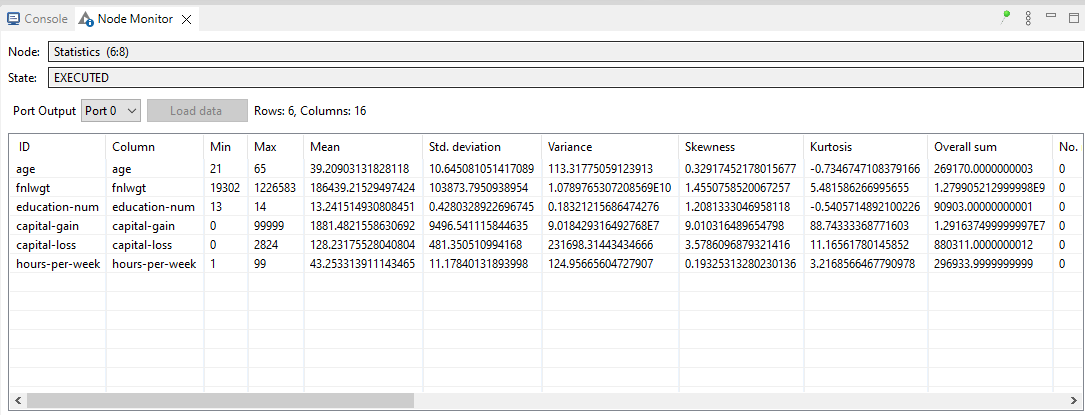 Console Node Monitor
Node: Statistics (6:8)
State: EXECUTED
Port Output Port 0 Load data Rows: 6, Columns: 16
ID Column Min Max Mean Std. deviation Variance Skewness Kurtosis Overall sum No.
age age 21 65 39.20903131828118 10.645081051417089 113.31775059123913 0.32917452178015677 -0.7346747108379166 269170.0000000003 0
fnlwgt fnlwgt 19302 1226583 186439.21529497424 103873.7950938954 1.0789765307208569E10 1.4550758520067257 5.481586266995655 1.279905212999998E9 0
education-num education-num 13 14 13.241514930808451 0.4280328922696745 0.18321215686474276 1.2081333046958118 -0.5405714892100226 90903.00000000001 0
capital-gain capital-gain 0 99999 1881.4821558630692 9496.541115844635 9.018429316492768E7 9.010316489654798 88.74333368771603 1.291637499999997E7 0
capital-loss capital-loss 0 2824 128.23175528040804 481.350510994168 231698.31443434666 3.5786096879321416 11.16561780145852 880311.0000000012 0
hours-per-week hours-per-week 1 99 43.253313911143465 11.17840131893998 124.95665604727907 0.19325313280230136 3.2168566467790978 296933.9999999999 0